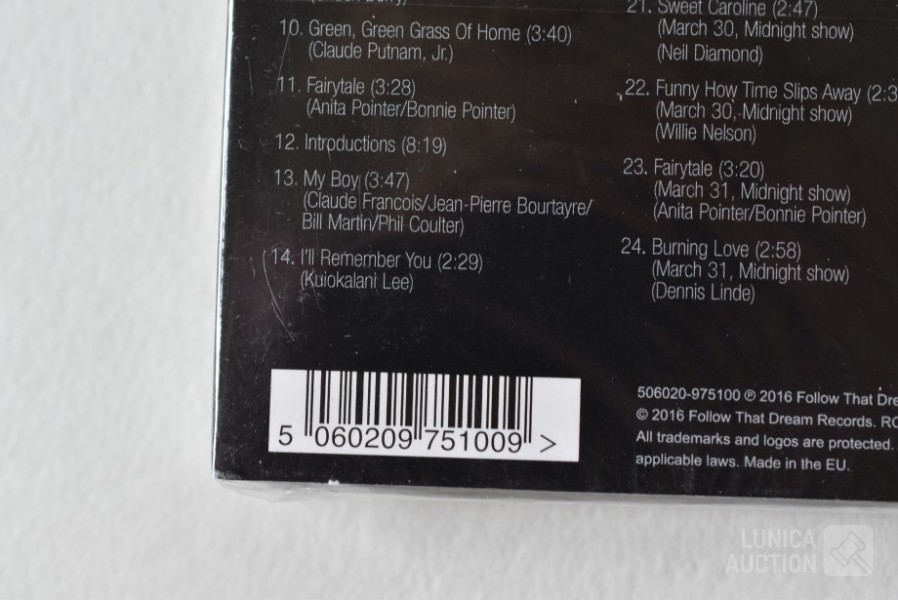 10. Green, Green Grass Of Home (3:40)
(Claude Putnam, Jr.)
11. Fairytale (3:28)
(Anita Pointer/Bonnie Pointer)
12. Introductions (8:19)
13. My Boy (3:47)
(Claude Francois/Jean-Pierre Bourtayre/
Bill Martin/Phil Coulter)
14. I'll Remember You (2:29)
(Kuiokalani Lee)
21. Sweet Caroline (2:47)
(March 30, Midnight show)
(Neil Diamond)
22. Funny How Time Slips Away (2:3
(March 30, Midnight show)
(Willie Nelson)
23. Fairytale (3:20)
(March 31, Midnight show)
(Anita Pointer/Bonnie Pointer)
24. Burning Love (2:58)
(March 31, Midnight show)
(Dennis Linde)
5 060209 751009 >
506020-975100 ℗ 2016 Follow That Dre
© 2016 Follow That Dream Records. RC
All trademarks and logos are protected.
applicable laws. Made in the EU.
LUNICA
AUCTION